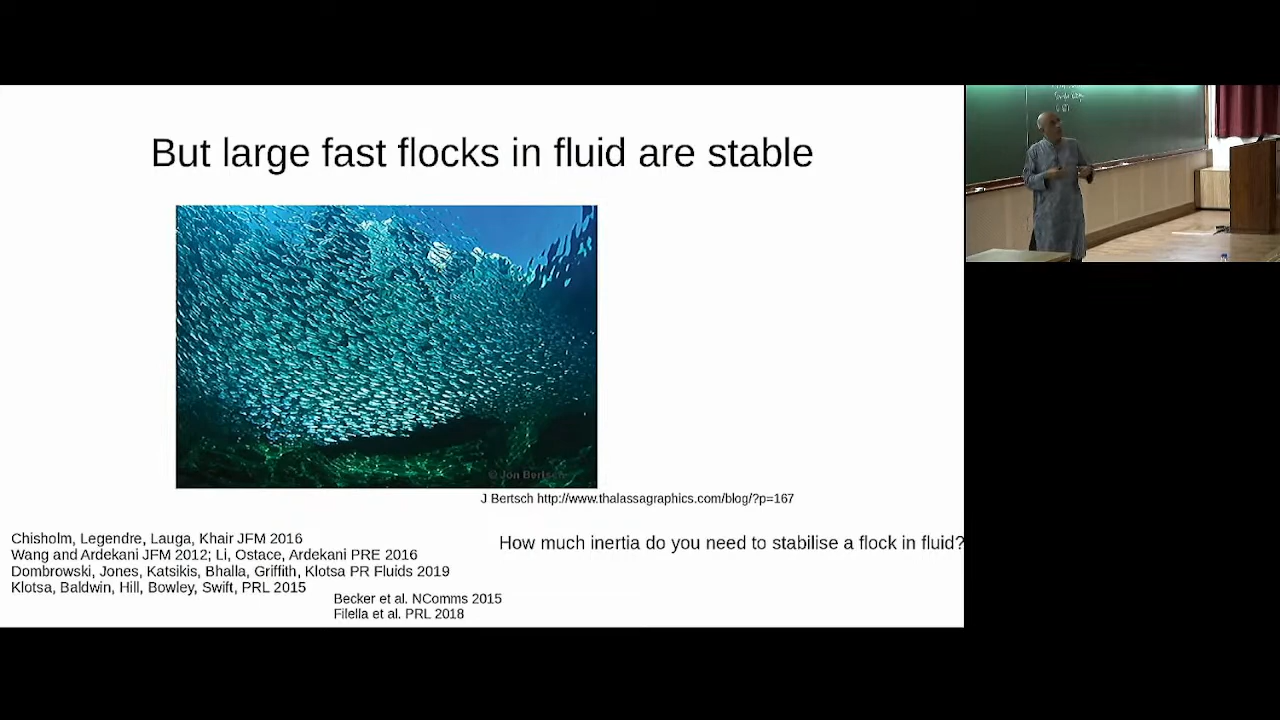 But large fast flocks in fluid are stable
© Jon Bertsch
J Bertsch http://www.thalassagraphics.com/blog/?p=167
Chisholm, Legendre, Lauga, Khair JFM 2016
Wang and Ardekani JFM 2012; Li, Ostace, Ardekani PRE 2016
Dombrowski, Jones, Katsikis, Bhalla, Griffith, Klotsa PR Fluids 2019
Klotsa, Baldwin, Hill, Bowley, Swift, PRL 2015
How much inertia do you need to stabilise a flock in fluid?
Becker et al. NComms 2015
Filella et al. PRL 2018